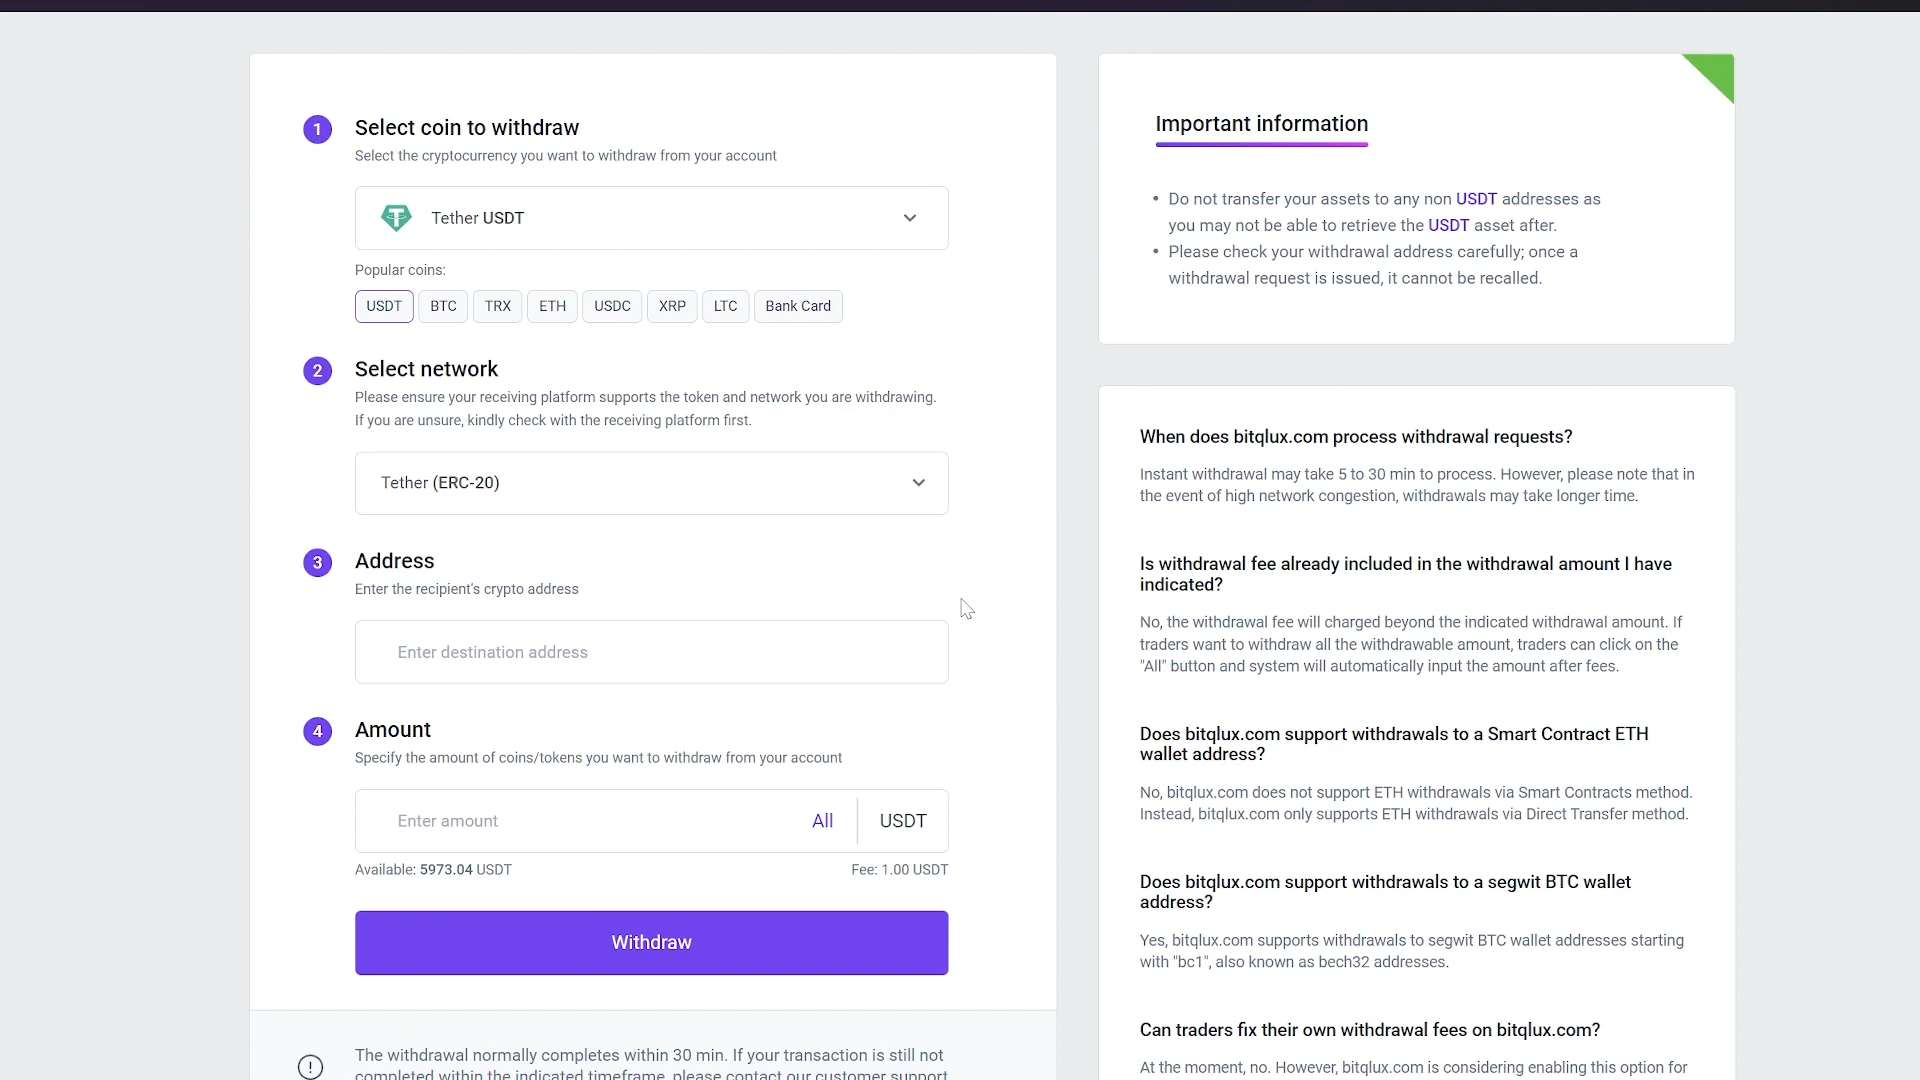 1
Select coin to withdraw
Select the cryptocurrency you want to withdraw from your account
Tether USDT
Popular coins:
USDT BTC TRX ETH USDC XRP LTC Bank Card
2
Select network
Please ensure your receiving platform supports the token and network you are withdrawing.
If you are unsure, kindly check with the receiving platform first.
Tether (ERC-20)
3
Address
Enter the recipient's crypto address
Enter destination address
4
Amount
Specify the amount of coins/tokens you want to withdraw from your account
Enter amount All USDT
Available: 5973.04 USDT Fee: 1.00 USDT
Withdraw
The withdrawal normally completes within 30 min. If your transaction is still not
completed within the indicated timeframe, please contact our customer support
Important information
• Do not transfer your assets to any non USDT addresses as
you may not be able to retrieve the USDT asset after.
• Please check your withdrawal address carefully; once a
withdrawal request is issued, it cannot be recalled.
When does bitqlux.com process withdrawal requests?
Instant withdrawal may take 5 to 30 min to process. However, please note that in
the event of high network congestion, withdrawals may take longer time.
Is withdrawal fee already included in the withdrawal amount I have
indicated?
No, the withdrawal fee will charged beyond the indicated withdrawal amount. If
traders want to withdraw all the withdrawable amount, traders can click on the
"All" button and system will automatically input the amount after fees.
Does bitqlux.com support withdrawals to a Smart Contract ETH
wallet address?
No, bitqlux.com does not support ETH withdrawals via Smart Contracts method.
Instead, bitqlux.com only supports ETH withdrawals via Direct Transfer method.
Does bitqlux.com support withdrawals to a segwit BTC wallet
address?
Yes, bitqlux.com supports withdrawals to segwit BTC wallet addresses starting
with "bc1", also known as bech32 addresses.
Can traders fix their own withdrawal fees on bitqlux.com?
At the moment, no. However, bitqlux.com is considering enabling this option for